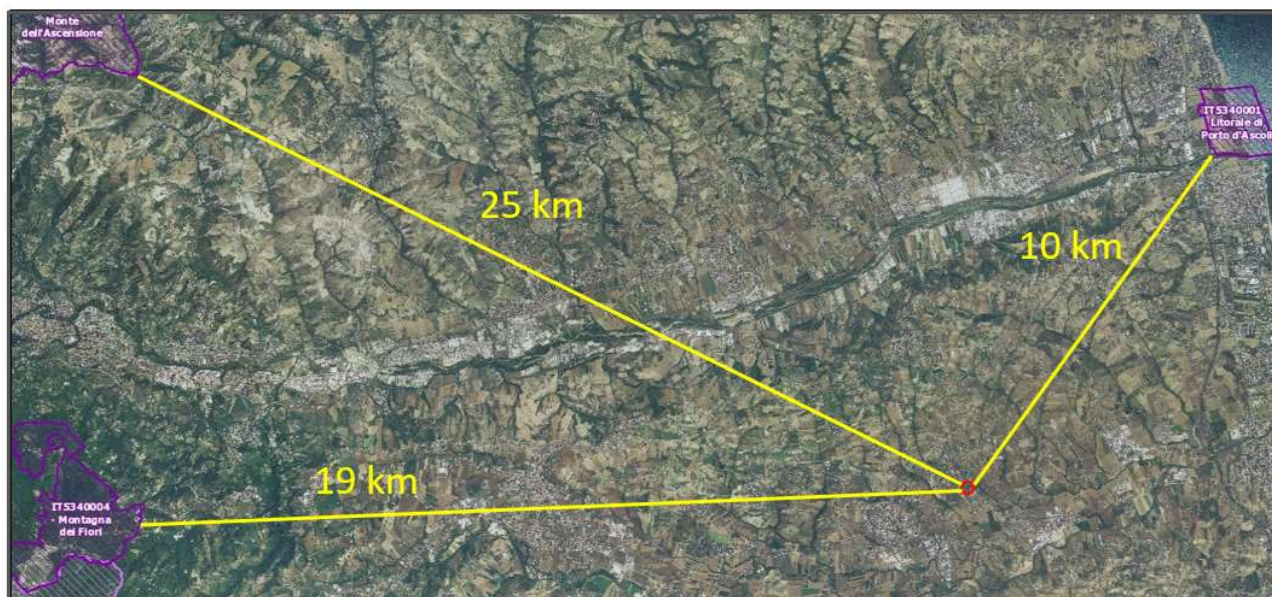 Monte
dell'Ascensione
IT5340001 -
Litorale di
Porto d'Ascoli
25 km
10 km
19 km
IT5340004
- Montagna
dei Fiori